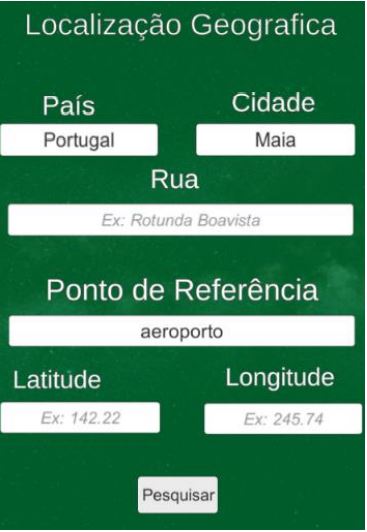 Localização Geografica
País
Cidade
Portugal
Maia
Rua
Ex: Rotunda Boavista
Ponto de Referência
aeroporto
Latitude
Longitude
Ex: 142.22
Ex: 245.74
Pesquisar